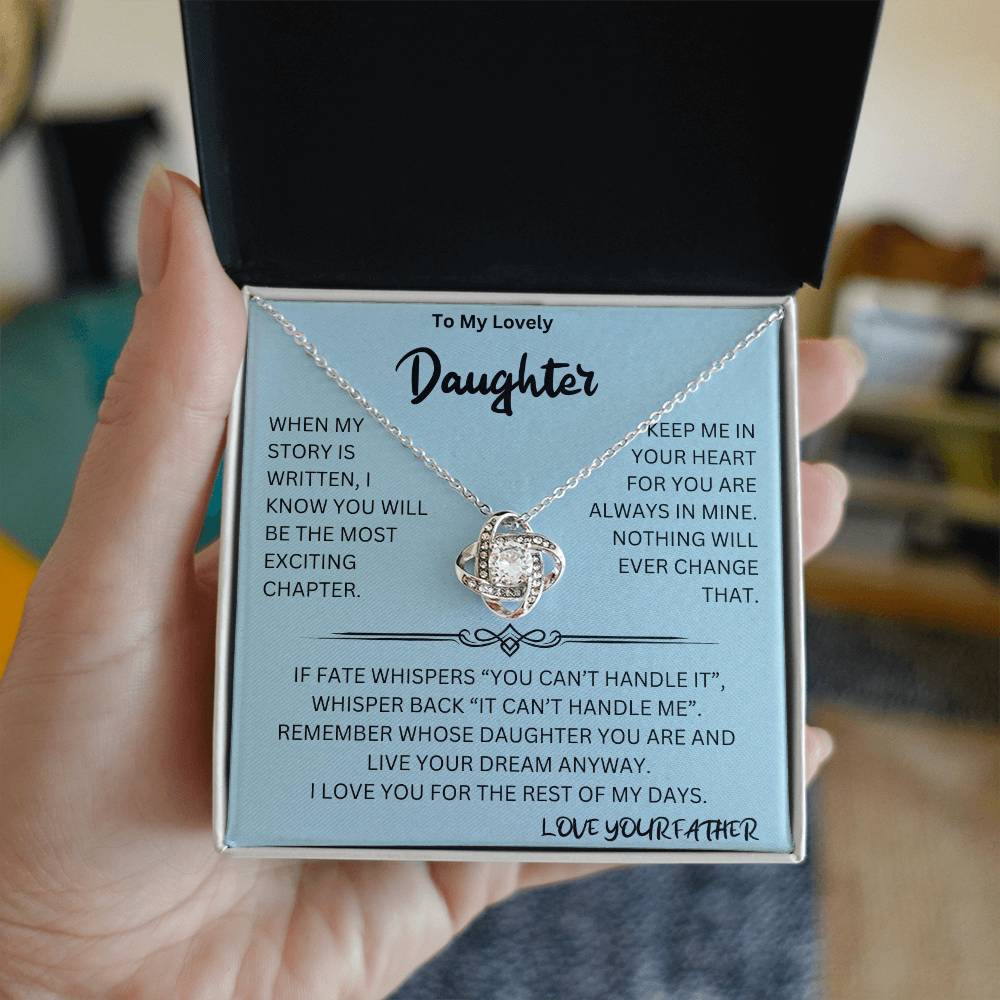 To My Lovely
Daughter
WHEN MY
STORY IS
WRITTEN, I
KNOW YOU WILL
BE THE MOST
EXCITING
CHAPTER.
KEEP ME IN
YOUR HEART
FOR YOU ARE
ALWAYS IN MINE.
NOTHING WILL
EVER CHANGE
THAT.
IF FATE WHISPERS “YOU CAN’T HANDLE IT”,
WHISPER BACK “IT CAN’T HANDLE ME”.
REMEMBER WHOSE DAUGHTER YOU ARE AND
LIVE YOUR DREAM ANYWAY.
I LOVE YOU FOR THE REST OF MY DAYS.
LOVE YOUR FATHER